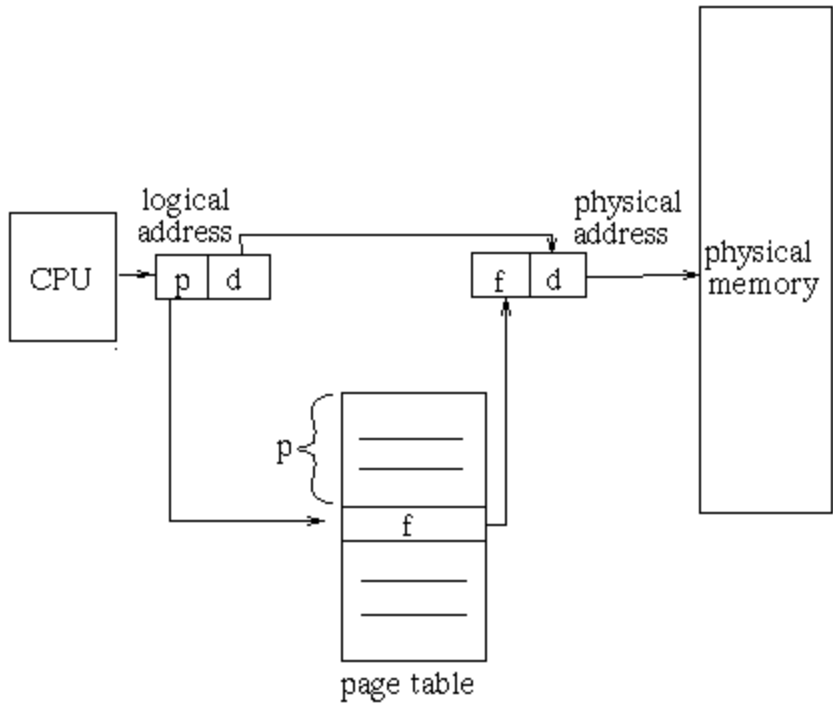 logical
address
physical
address
CPU
p
d
f
d
physical
memory
p
f
page table